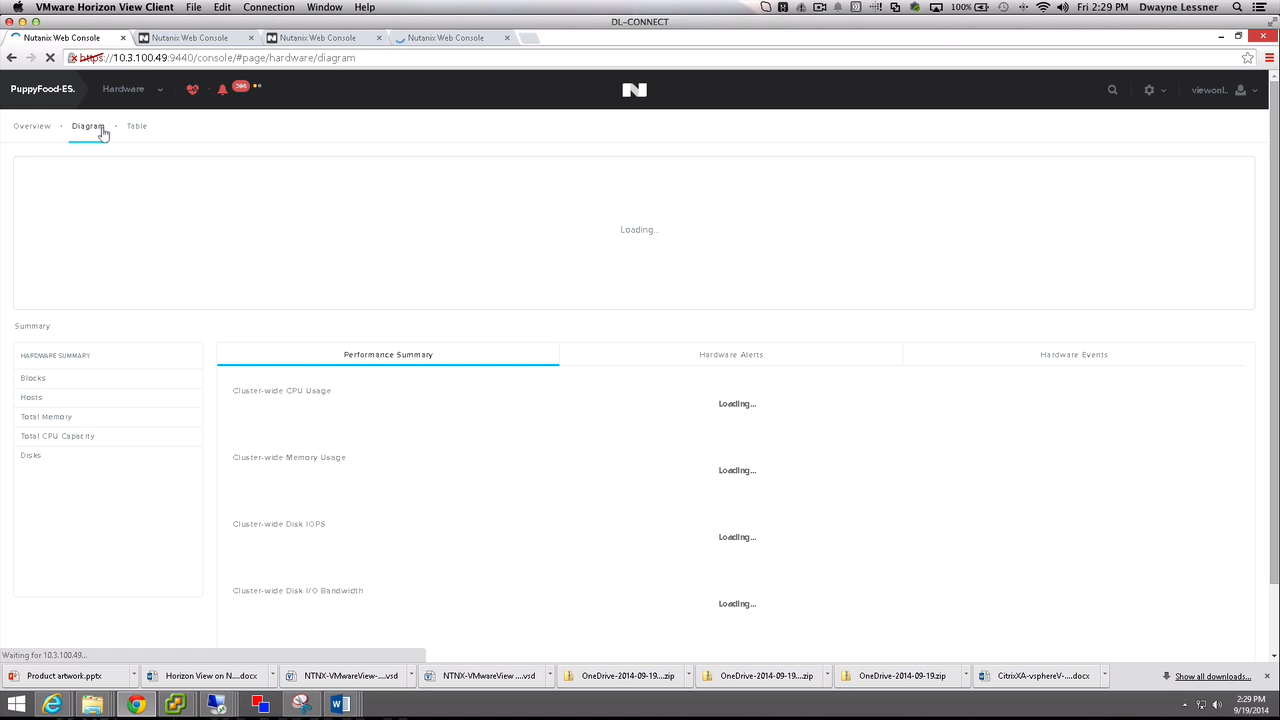 VMware Horizon View Client File Edit Connection Window Help 100% Fri 2:29 PM Dwayne Lessner
DL-CONNECT
Nutanix Web Console Nutanix Web Console Nutanix Web Console Nutanix Web Console
https://10.3.100.49:9440/console/#page/hardware/diagram
PuppyFood-ES. Hardware N viewonl..
Overview Diagram Table
Loading...
Summary
HARDWARE SUMMARY
Blocks
Hosts
Total Memory
Total CPU Capacity
Disks
Performance Summary Hardware Alerts Hardware Events
Cluster-wide CPU Usage
Loading...
Cluster-wide Memory Usage
Loading...
Cluster-wide Disk IOPS
Loading...
Cluster-wide Disk I/O Bandwidth
Loading...
Waiting for 10.3.100.49...
Product artwork.pptx Horizon View on N....docx NTNX-VMwareView-....vsd NTNX-VMwareView ....vsd OneDrive-2014-09-19....zip OneDrive-2014-09-19....zip OneDrive-2014-09-19....zip CitrixXA-vsphereV-....docx Show all downloads...
2:29 PM
9/19/2014